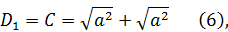 D₁ = C = √a² + √a² (6),